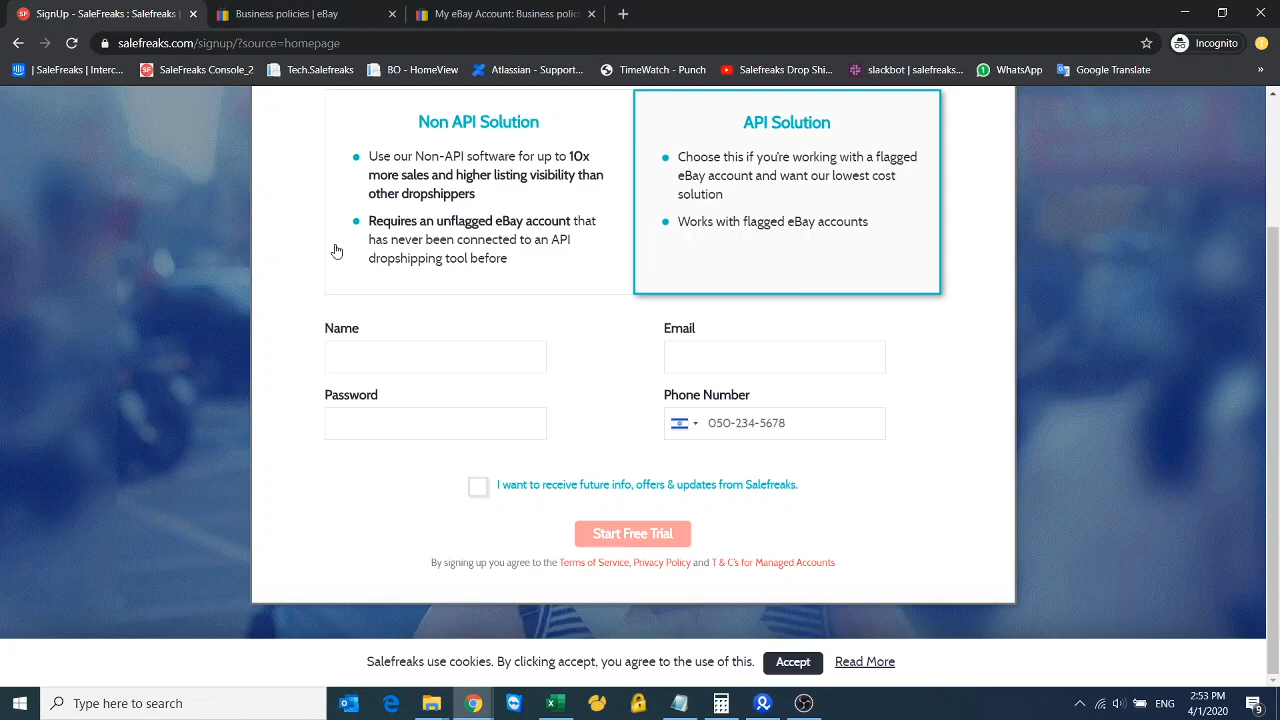 SignUp - SaleFreaks : SaleFreaks
Business policies | eBay
My eBay Account: Business polic
salefreaks.com/signup/?source=homepage
Incognito
| SaleFreaks | Interc...
SaleFreaks Console_2
Tech.Salefreaks
BO - HomeView
Atlassian - Support...
TimeWatch - Punch
Salefreaks Drop Shi...
slackbot | salefreaks...
WhatsApp
Google Translate
Non API Solution
Use our Non-API software for up to 10x
more sales and higher listing visibility than
other dropshippers
Requires an unflagged eBay account that
has never been connected to an API
dropshipping tool before
API Solution
Choose this if you're working with a flagged
eBay account and want our lowest cost
solution
Works with flagged eBay accounts
Name
Email
Password
Phone Number
050-234-5678
I want to receive future info, offers & updates from Salefreaks.
Start Free Trial
By signing up you agree to the Terms of Service, Privacy Policy and T & C's for Managed Accounts
Salefreaks use cookies. By clicking accept, you agree to the use of this.
Accept
Read More
Type here to search
ENG
2:53 PM
4/1/2020